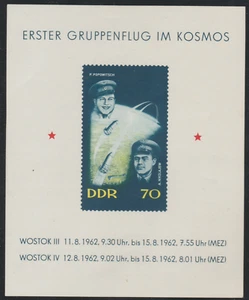 ERSTER GRUPPENFLUG IM KOSMOS
P. POPOWITSCH
A. NIKOLAJEW
DDR 70
WOSTOK III 11. 8. 1962, 9.30 Uhr, bis 15. 8. 1962, 7.55 Uhr (MEZ)
WOSTOK IV 12. 8. 1962, 9.02 Uhr, bis 15. 8. 1962, 8.01 Uhr (MEZ)